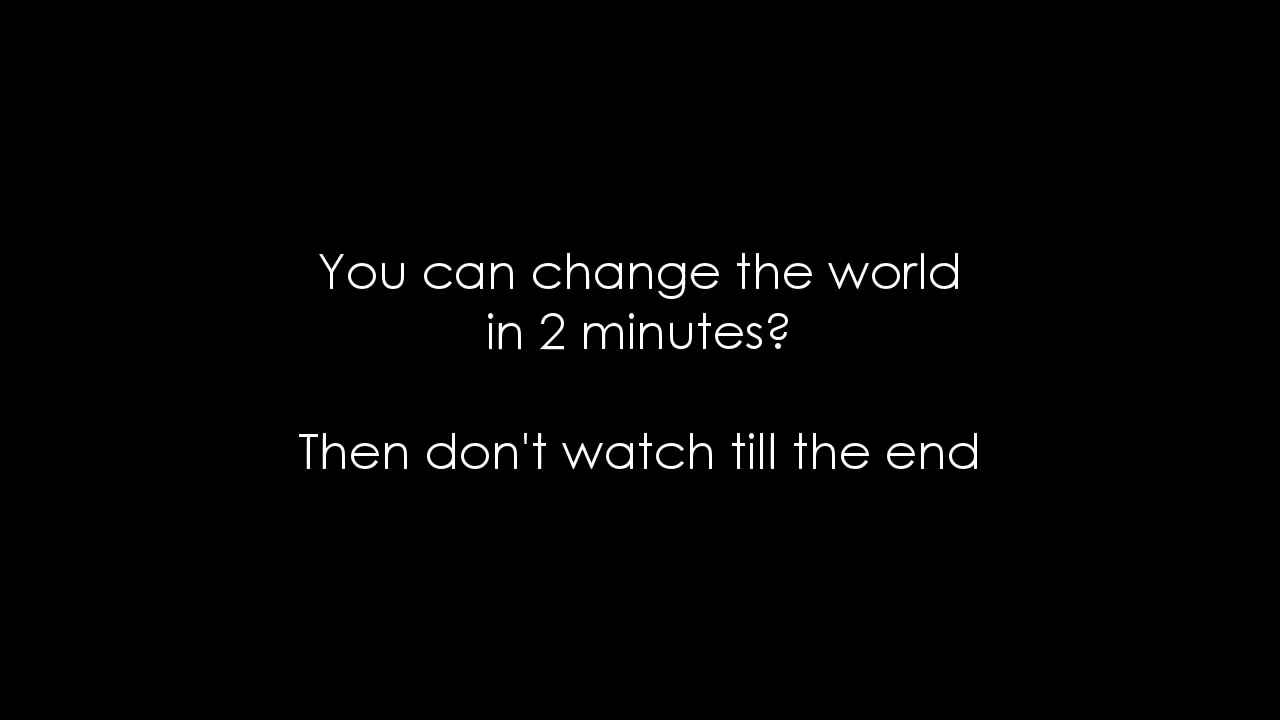 You can change the world
in 2 minutes?
Then don't watch till the end